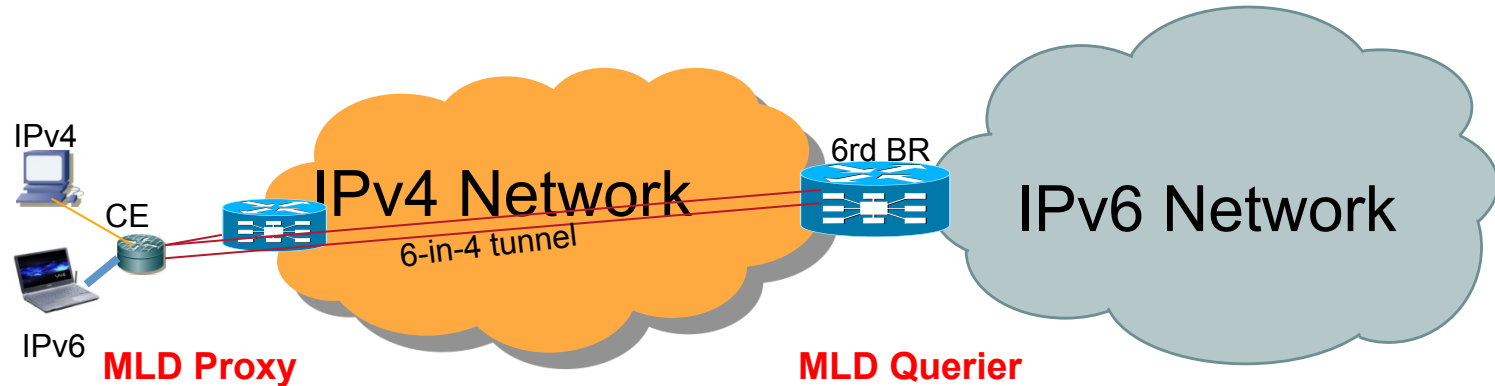 IPv4
CE
IPv4 Network
6-in-4 tunnel
6rd BR
IPv6 Network
IPv6
MLD Proxy
MLD Querier